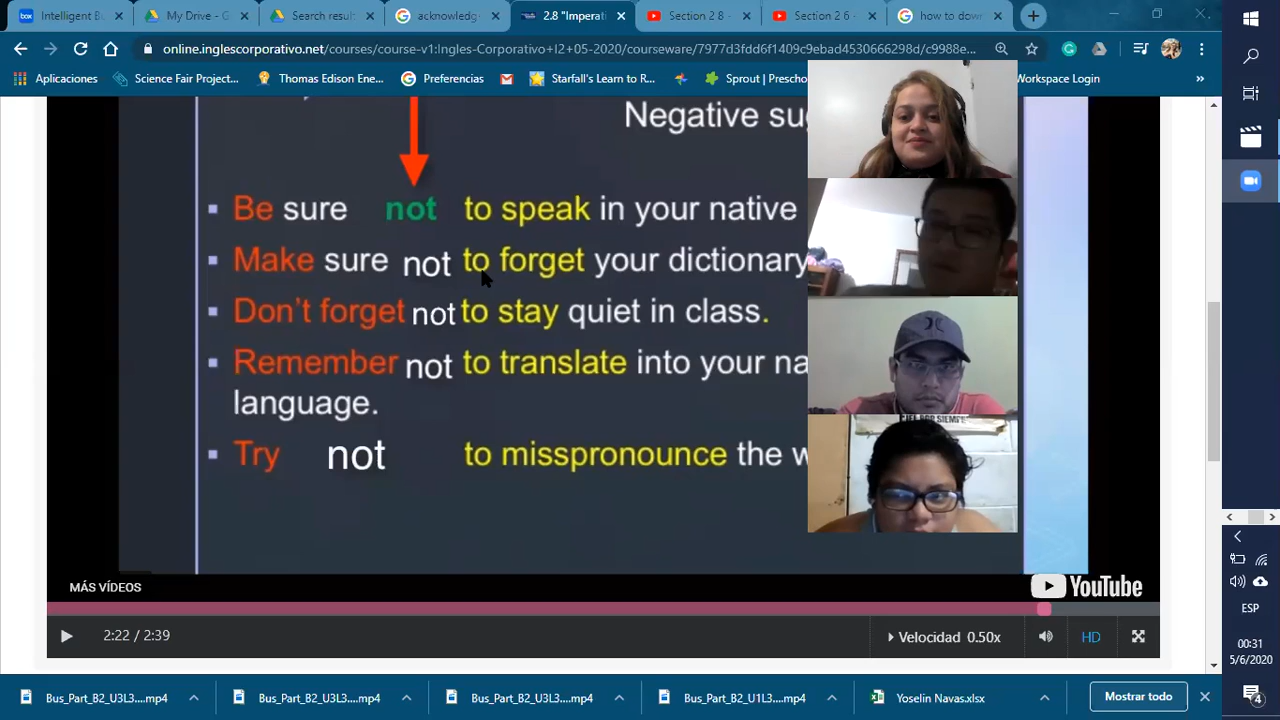 Intelligent Bu
My Drive - G
Search result
acknowledg
2.8 "Imperati
Section 2 8 -
Section 2 6 -
how to dow
online.inglescorporativo.net/courses/course-v1:Ingles-Corporativo+I2+05-2020/courseware/7977d3fdd6f1409c9ebad4530666298d/c9988e...
Aplicaciones
Science Fair Project...
Thomas Edison Ene...
Preferencias
Starfall's Learn to R...
Sprout | Prescho
Workspace Login
»
Negative sug
Be sure not to speak in your native
Make sure not to forget your dictionary
Don't forget not to stay quiet in class.
Remember not to translate into your na
language.
Try not to misspronounce the w
MÁS VÍDEOS
YouTube
2:22 / 2:39
Velocidad 0.50x
HD
ESP
00:31
5/6/2020
4
Bus_Part_B2_U3L3....mp4
Bus_Part_B2_U3L3....mp4
Bus_Part_B2_U3L3....mp4
Bus_Part_B2_U1L3....mp4
Yoselin Navas.xlsx
Mostrar todo